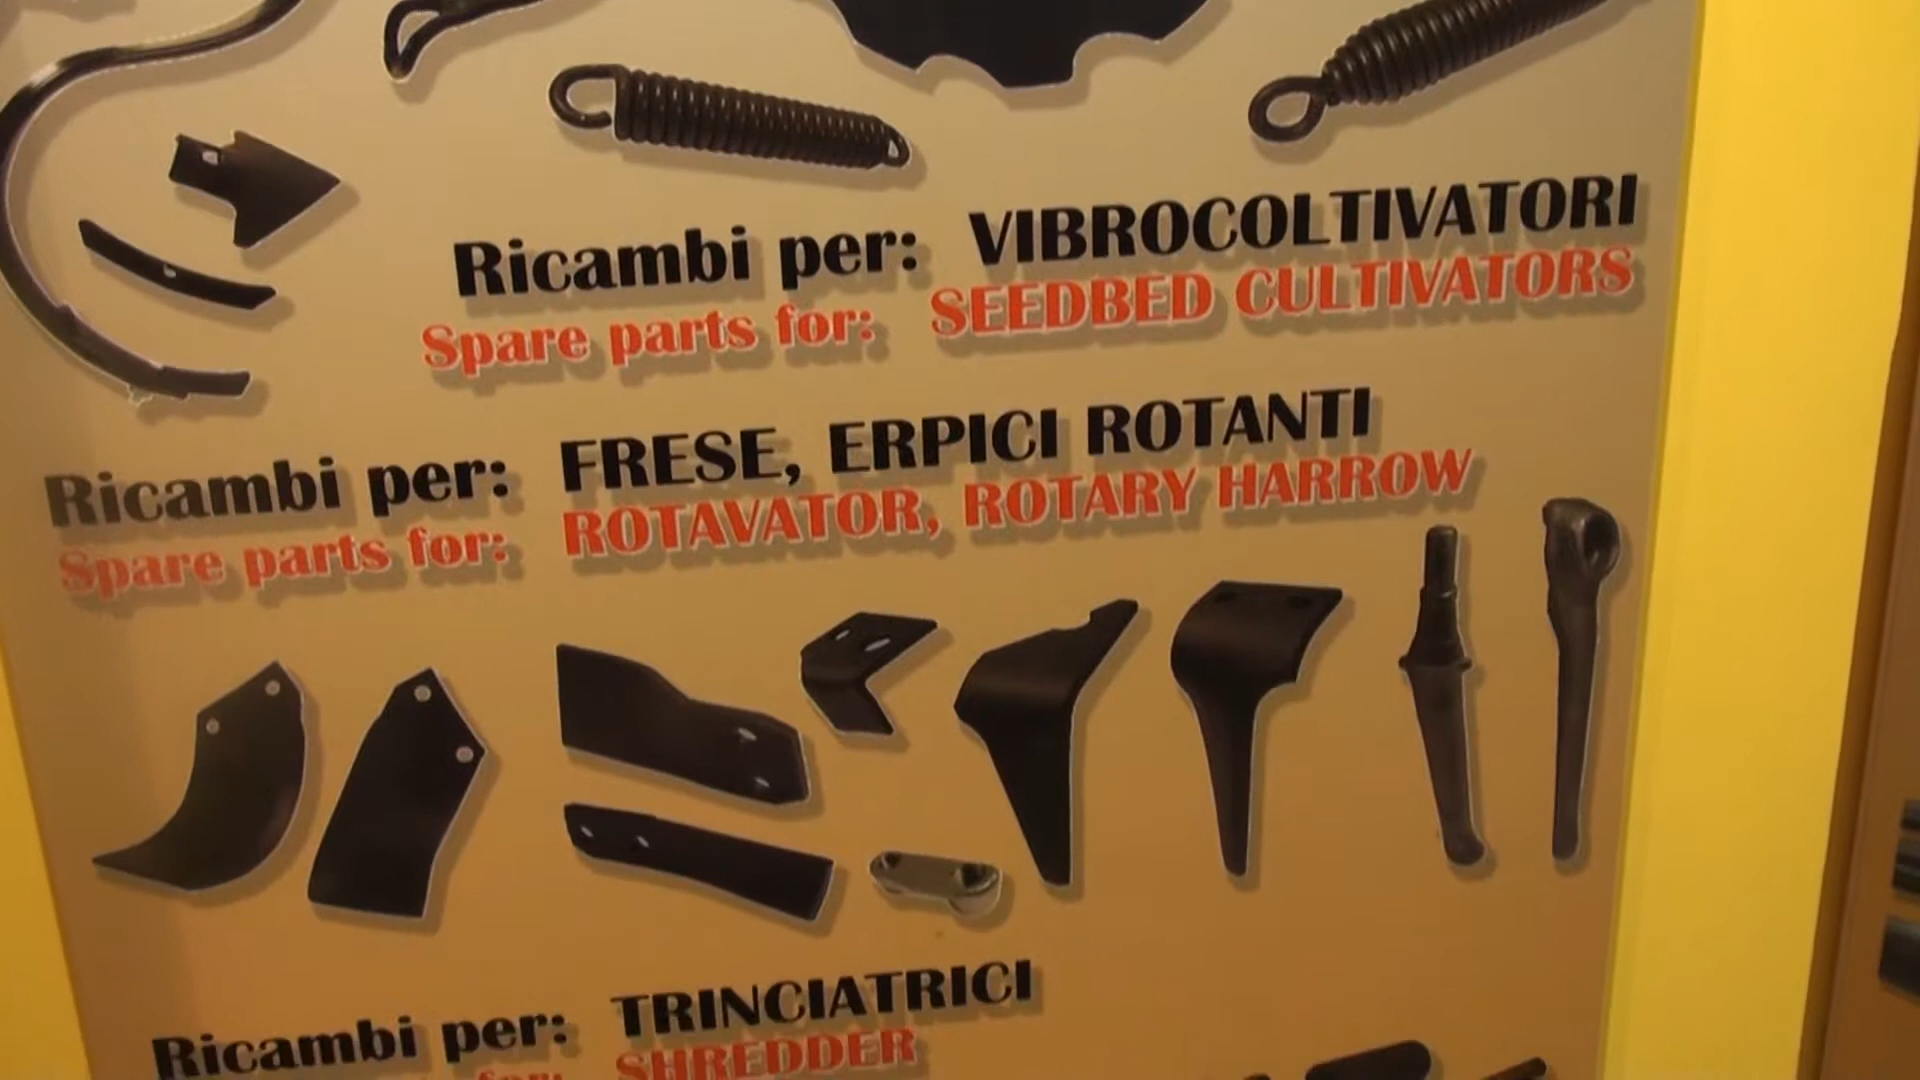 Ricambi per: VIBROCOLTIVATORI
Spare parts for: SEEDBED CULTIVATORS
Ricambi per: FRESE, ERPICI ROTANTI
Spare parts for: ROTAVATOR, ROTARY HARROW
Ricambi per: TRINCIATRICI
for: SHREDDER